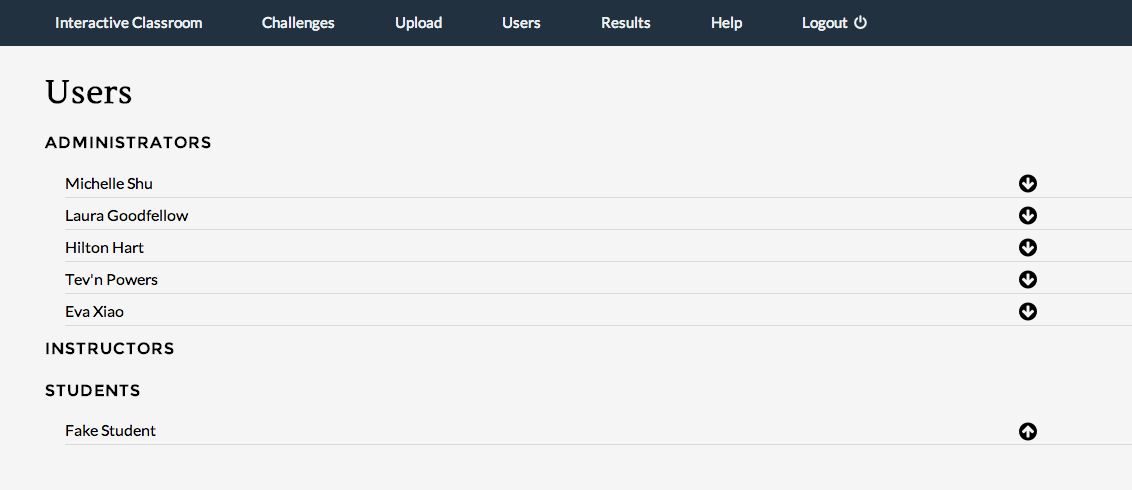 Interactive Classroom Challenges Upload Users Results Help Logout
Users
ADMINISTRATORS
Michelle Shu
Laura Goodfellow
Hilton Hart
Tev'n Powers
Eva Xiao
INSTRUCTORS
STUDENTS
Fake Student